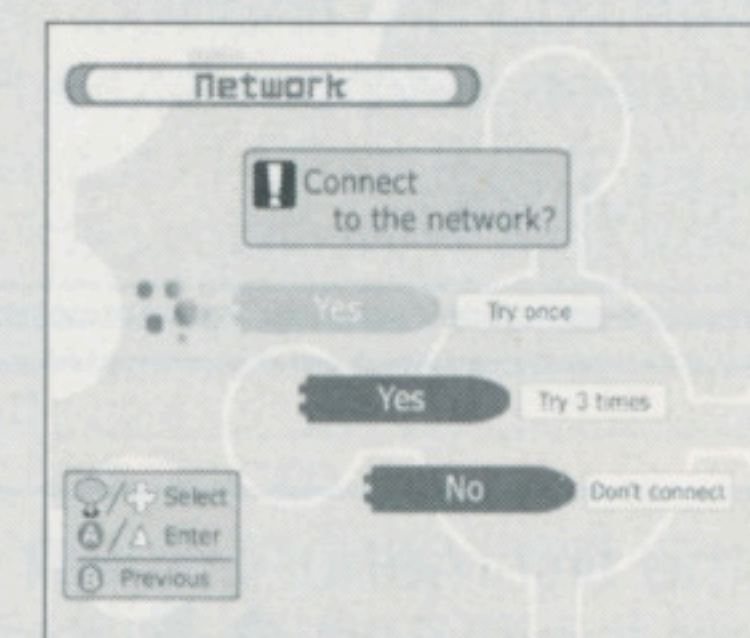 Network
Connect
to the network?
Yes Try once
Yes Try 3 times
No Don't connect
/ Select
A / Enter
B Previous